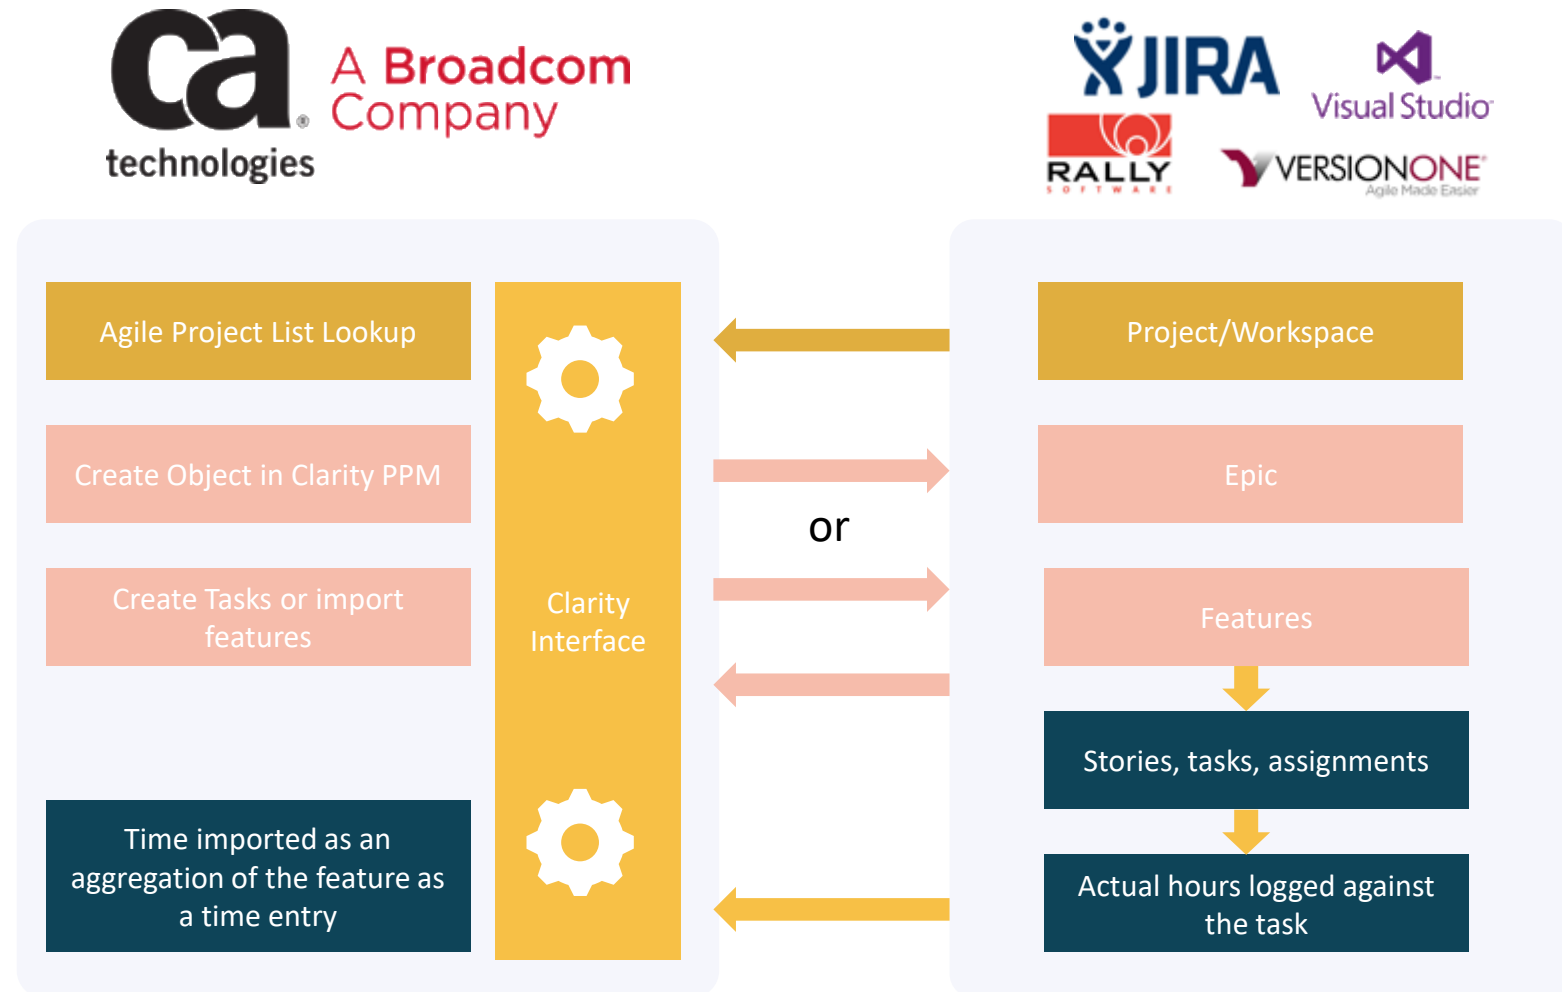 ca
technologies
A Broadcom
Company
JIRA
Visual Studio
RALLY
SOFTWARE
VERSIONONE
Agile Made Easier
Agile Project List Lookup
Create Object in Clarity PPM
Create Tasks or import
features
Time imported as an
aggregation of the feature as
a time entry
Clarity
Interface
or
Project/Workspace
Epic
Features
Stories, tasks, assignments
Actual hours logged against
the task